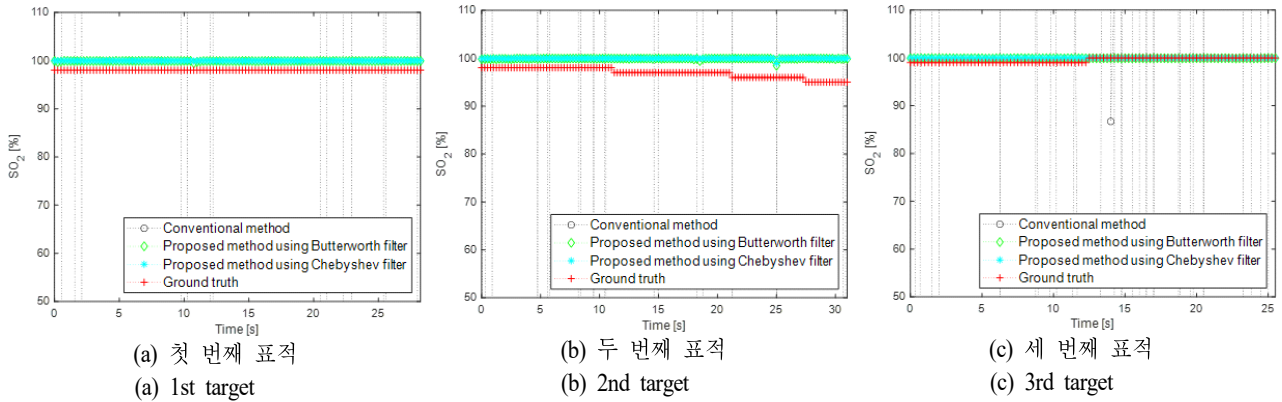 110
100
90
80
70
60
50
SO2 [%]
Conventional method
Proposed method using Butterworth filter
Proposed method using Chebyshev filter
Ground truth
0 5 10 15 20 25
Time [s]
(a) 첫 번째 표적
(a) 1st target
110
100
90
80
70
60
50
SO2 [%]
Conventional method
Proposed method using Butterworth filter
Proposed method using Chebyshev filter
Ground truth
0 5 10 15 20 25 30
Time [s]
(b) 두 번째 표적
(b) 2nd target
110
100
90
80
70
60
50
SO2 [%]
Conventional method
Proposed method using Butterworth filter
Proposed method using Chebyshev filter
Ground truth
0 5 10 15 20 25
Time [s]
(c) 세 번째 표적
(c) 3rd target